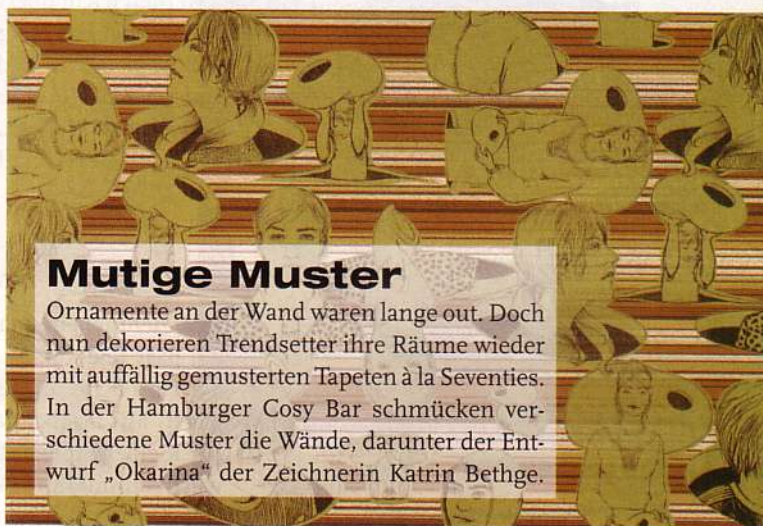 Mutige Muster
Ornamente an der Wand waren lange out. Doch
nun dekorieren Trendsetter ihre Räume wieder
mit auffällig gemusterten Tapeten à la Seventies.
In der Hamburger Cosy Bar schmücken ver-
schiedene Muster die Wände, darunter der Ent-
wurf „Okarina“ der Zeichnerin Katrin Bethge.